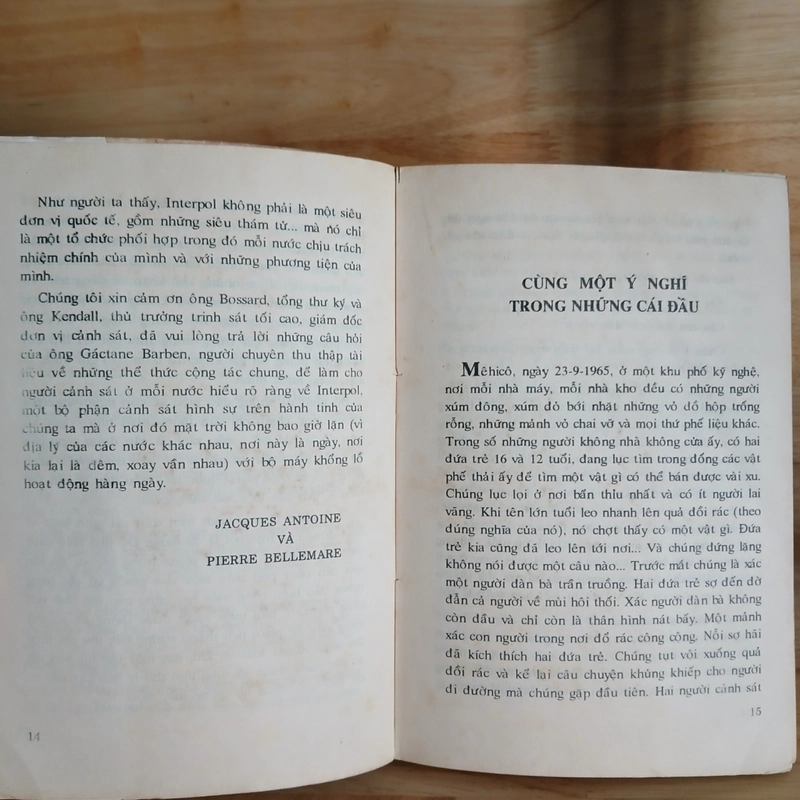 Như người ta thấy, Interpol không phải là một siêu
đơn vị quốc tế, gồm những siêu thám tử... mà nó chỉ
là một tổ chức phối hợp trong đó mỗi nước chịu trách
nhiệm chính của mình và với những phương tiện của
mình.
Chúng tôi xin cảm ơn ông Bossard, tổng thư ký và
ông Kendall, thủ trưởng trinh sát tối cao, giám đốc
đơn vị cảnh sát, đã vui lòng trả lời những câu hỏi
của ông Gáctane Barben, người chuyên thu thập tài
liệu về những thể thức cộng tác chung, để làm cho
người cảnh sát ở mỗi nước hiểu rõ ràng về Interpol,
một bộ phận cảnh sát hình sự trên hành tinh của
chúng ta mà ở nơi đó mặt trời không bao giờ lặn (vì
địa lý của các nước khác nhau, nơi này là ngày, nơi
kia lại là đêm, xoay vần nhau) với bộ máy khổng lồ
hoạt động hàng ngày.
JACQUES ANTOINE
VÀ
PIERRE BELLEMARE
14
CÙNG MỘT Ý NGHĨ
TRONG NHỮNG CÁI ĐẦU
Mêhicô, ngày 23-9-1965, ở một khu phố kỹ nghệ,
nơi mỗi nhà máy, mỗi nhà kho đều có những người
xúm đông, xúm đỏ bới nhặt những vỏ đồ hộp trống
rỗng, những mảnh vỏ chai vỡ và mọi thứ phế liệu khác.
Trong số những người không nhà không cửa ấy, có hai
đứa trẻ 16 và 12 tuổi, đang lục tìm trong đống các vật
phế thải ấy để tìm một vật gì có thể bán được vài xu.
Chúng lục lọi ở nơi bẩn thỉu nhất và có ít người lai
vãng. Khi tên lớn tuổi leo nhanh lên quả đồi rác (theo
đúng nghĩa của nó), nó chợt thấy có một vật gì. Đứa
trẻ kia cũng đã leo lên tới nơi... Và chúng đứng lặng
không nói được một câu nào... Trước mắt chúng là xác
một người đàn bà trần truồng. Hai đứa trẻ sợ đến đờ
đẫn cả người về mùi hôi thối. Xác người đàn bà không
còn đầu và chỉ còn là thân hình nát bấy. Một mảnh
xác con người trong nơi đổ rác công cộng. Nỗi sợ hãi
đã kích thích hai đứa trẻ. Chúng tụt vội xuống quả
đồi rác và kể lại câu chuyện khủng khiếp cho người
đi đường mà chúng gặp đầu tiên. Hai người cảnh sát
15